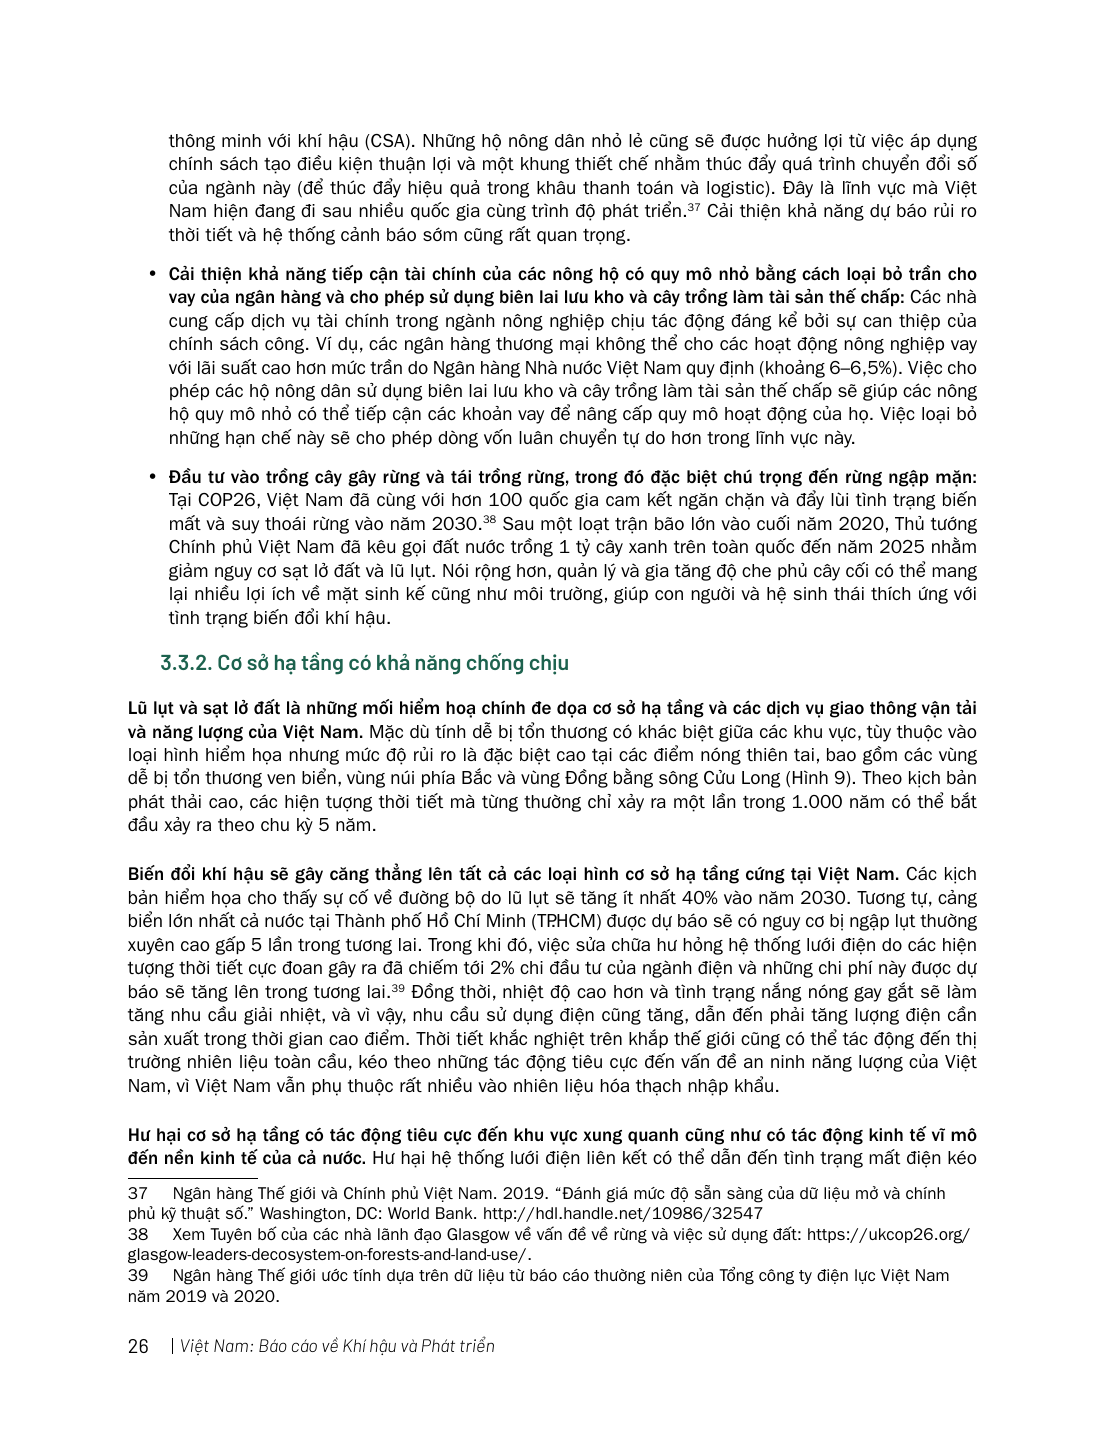 thông minh với khí hậu (CSA). Những hộ nông dân nhỏ lẻ cũng sẽ được hưởng lợi từ việc áp dụng
chính sách tạo điều kiện thuận lợi và một khung thiết chế nhằm thúc đẩy quá trình chuyển đổi số
của ngành này (để thúc đẩy hiệu quả trong khâu thanh toán và logistic). Đây là lĩnh vực mà Việt
Nam hiện đang đi sau nhiều quốc gia cùng trình độ phát triển.³⁷ Cải thiện khả năng dự báo rủi ro
thời tiết và hệ thống cảnh báo sớm cũng rất quan trọng.
• Cải thiện khả năng tiếp cận tài chính của các nông hộ có quy mô nhỏ bằng cách loại bỏ trần cho
vay của ngân hàng và cho phép sử dụng biên lai lưu kho và cây trồng làm tài sản thế chấp: Các nhà
cung cấp dịch vụ tài chính trong ngành nông nghiệp chịu tác động đáng kể bởi sự can thiệp của
chính sách công. Ví dụ, các ngân hàng thương mại không thể cho các hoạt động nông nghiệp vay
với lãi suất cao hơn mức trần do Ngân hàng Nhà nước Việt Nam quy định (khoảng 6–6,5%). Việc cho
phép các hộ nông dân sử dụng biên lai lưu kho và cây trồng làm tài sản thế chấp sẽ giúp các nông
hộ quy mô nhỏ có thể tiếp cận các khoản vay để nâng cấp quy mô hoạt động của họ. Việc loại bỏ
những hạn chế này sẽ cho phép dòng vốn luân chuyển tự do hơn trong lĩnh vực này.
• Đầu tư vào trồng cây gây rừng và tái trồng rừng, trong đó đặc biệt chú trọng đến rừng ngập mặn:
Tại COP26, Việt Nam đã cùng với hơn 100 quốc gia cam kết ngăn chặn và đẩy lùi tình trạng biến
mất và suy thoái rừng vào năm 2030.³⁸ Sau một loạt trận bão lớn vào cuối năm 2020, Thủ tướng
Chính phủ Việt Nam đã kêu gọi đất nước trồng 1 tỷ cây xanh trên toàn quốc đến năm 2025 nhằm
giảm nguy cơ sạt lở đất và lũ lụt. Nói rộng hơn, quản lý và gia tăng độ che phủ cây cối có thể mang
lại nhiều lợi ích về mặt sinh kế cũng như môi trường, giúp con người và hệ sinh thái thích ứng với
tình trạng biến đổi khí hậu.
3.3.2. Cơ sở hạ tầng có khả năng chống chịu
Lũ lụt và sạt lở đất là những mối hiểm hoạ chính đe dọa cơ sở hạ tầng và các dịch vụ giao thông vận tải
và năng lượng của Việt Nam. Mặc dù tính dễ bị tổn thương có khác biệt giữa các khu vực, tùy thuộc vào
loại hình hiểm họa nhưng mức độ rủi ro là đặc biệt cao tại các điểm nóng thiên tai, bao gồm các vùng
dễ bị tổn thương ven biển, vùng núi phía Bắc và vùng Đồng bằng sông Cửu Long (Hình 9). Theo kịch bản
phát thải cao, các hiện tượng thời tiết mà từng thường chỉ xảy ra một lần trong 1.000 năm có thể bắt
đầu xảy ra theo chu kỳ 5 năm.
Biến đổi khí hậu sẽ gây căng thẳng lên tất cả các loại hình cơ sở hạ tầng cứng tại Việt Nam. Các kịch
bản hiểm họa cho thấy sự cố về đường bộ do lũ lụt sẽ tăng ít nhất 40% vào năm 2030. Tương tự, cảng
biển lớn nhất cả nước tại Thành phố Hồ Chí Minh (TP.HCM) được dự báo sẽ có nguy cơ bị ngập lụt thường
xuyên cao gấp 5 lần trong tương lai. Trong khi đó, việc sửa chữa hư hỏng hệ thống lưới điện do các hiện
tượng thời tiết cực đoan gây ra đã chiếm tới 2% chi đầu tư của ngành điện và những chi phí này được dự
báo sẽ tăng lên trong tương lai.³⁹ Đồng thời, nhiệt độ cao hơn và tình trạng nắng nóng gay gắt sẽ làm
tăng nhu cầu giải nhiệt, và vì vậy, nhu cầu sử dụng điện cũng tăng, dẫn đến phải tăng lượng điện cần
sản xuất trong thời gian cao điểm. Thời tiết khắc nghiệt trên khắp thế giới cũng có thể tác động đến thị
trường nhiên liệu toàn cầu, kéo theo những tác động tiêu cực đến vấn đề an ninh năng lượng của Việt
Nam, vì Việt Nam vẫn phụ thuộc rất nhiều vào nhiên liệu hóa thạch nhập khẩu.
Hư hại cơ sở hạ tầng có tác động tiêu cực đến khu vực xung quanh cũng như có tác động kinh tế vĩ mô
đến nền kinh tế của cả nước. Hư hại hệ thống lưới điện liên kết có thể dẫn đến tình trạng mất điện kéo
37 Ngân hàng Thế giới và Chính phủ Việt Nam. 2019. “Đánh giá mức độ sẵn sàng của dữ liệu mở và chính
phủ kỹ thuật số.” Washington, DC: World Bank. http://hdl.handle.net/10986/32547
38 Xem Tuyên bố của các nhà lãnh đạo Glasgow về vấn đề về rừng và việc sử dụng đất: https://ukcop26.org/
glasgow-leaders-decosystem-on-forests-and-land-use/.
39 Ngân hàng Thế giới ước tính dựa trên dữ liệu từ báo cáo thường niên của Tổng công ty điện lực Việt Nam
năm 2019 và 2020.
26 | Việt Nam: Báo cáo về Khí hậu và Phát triển